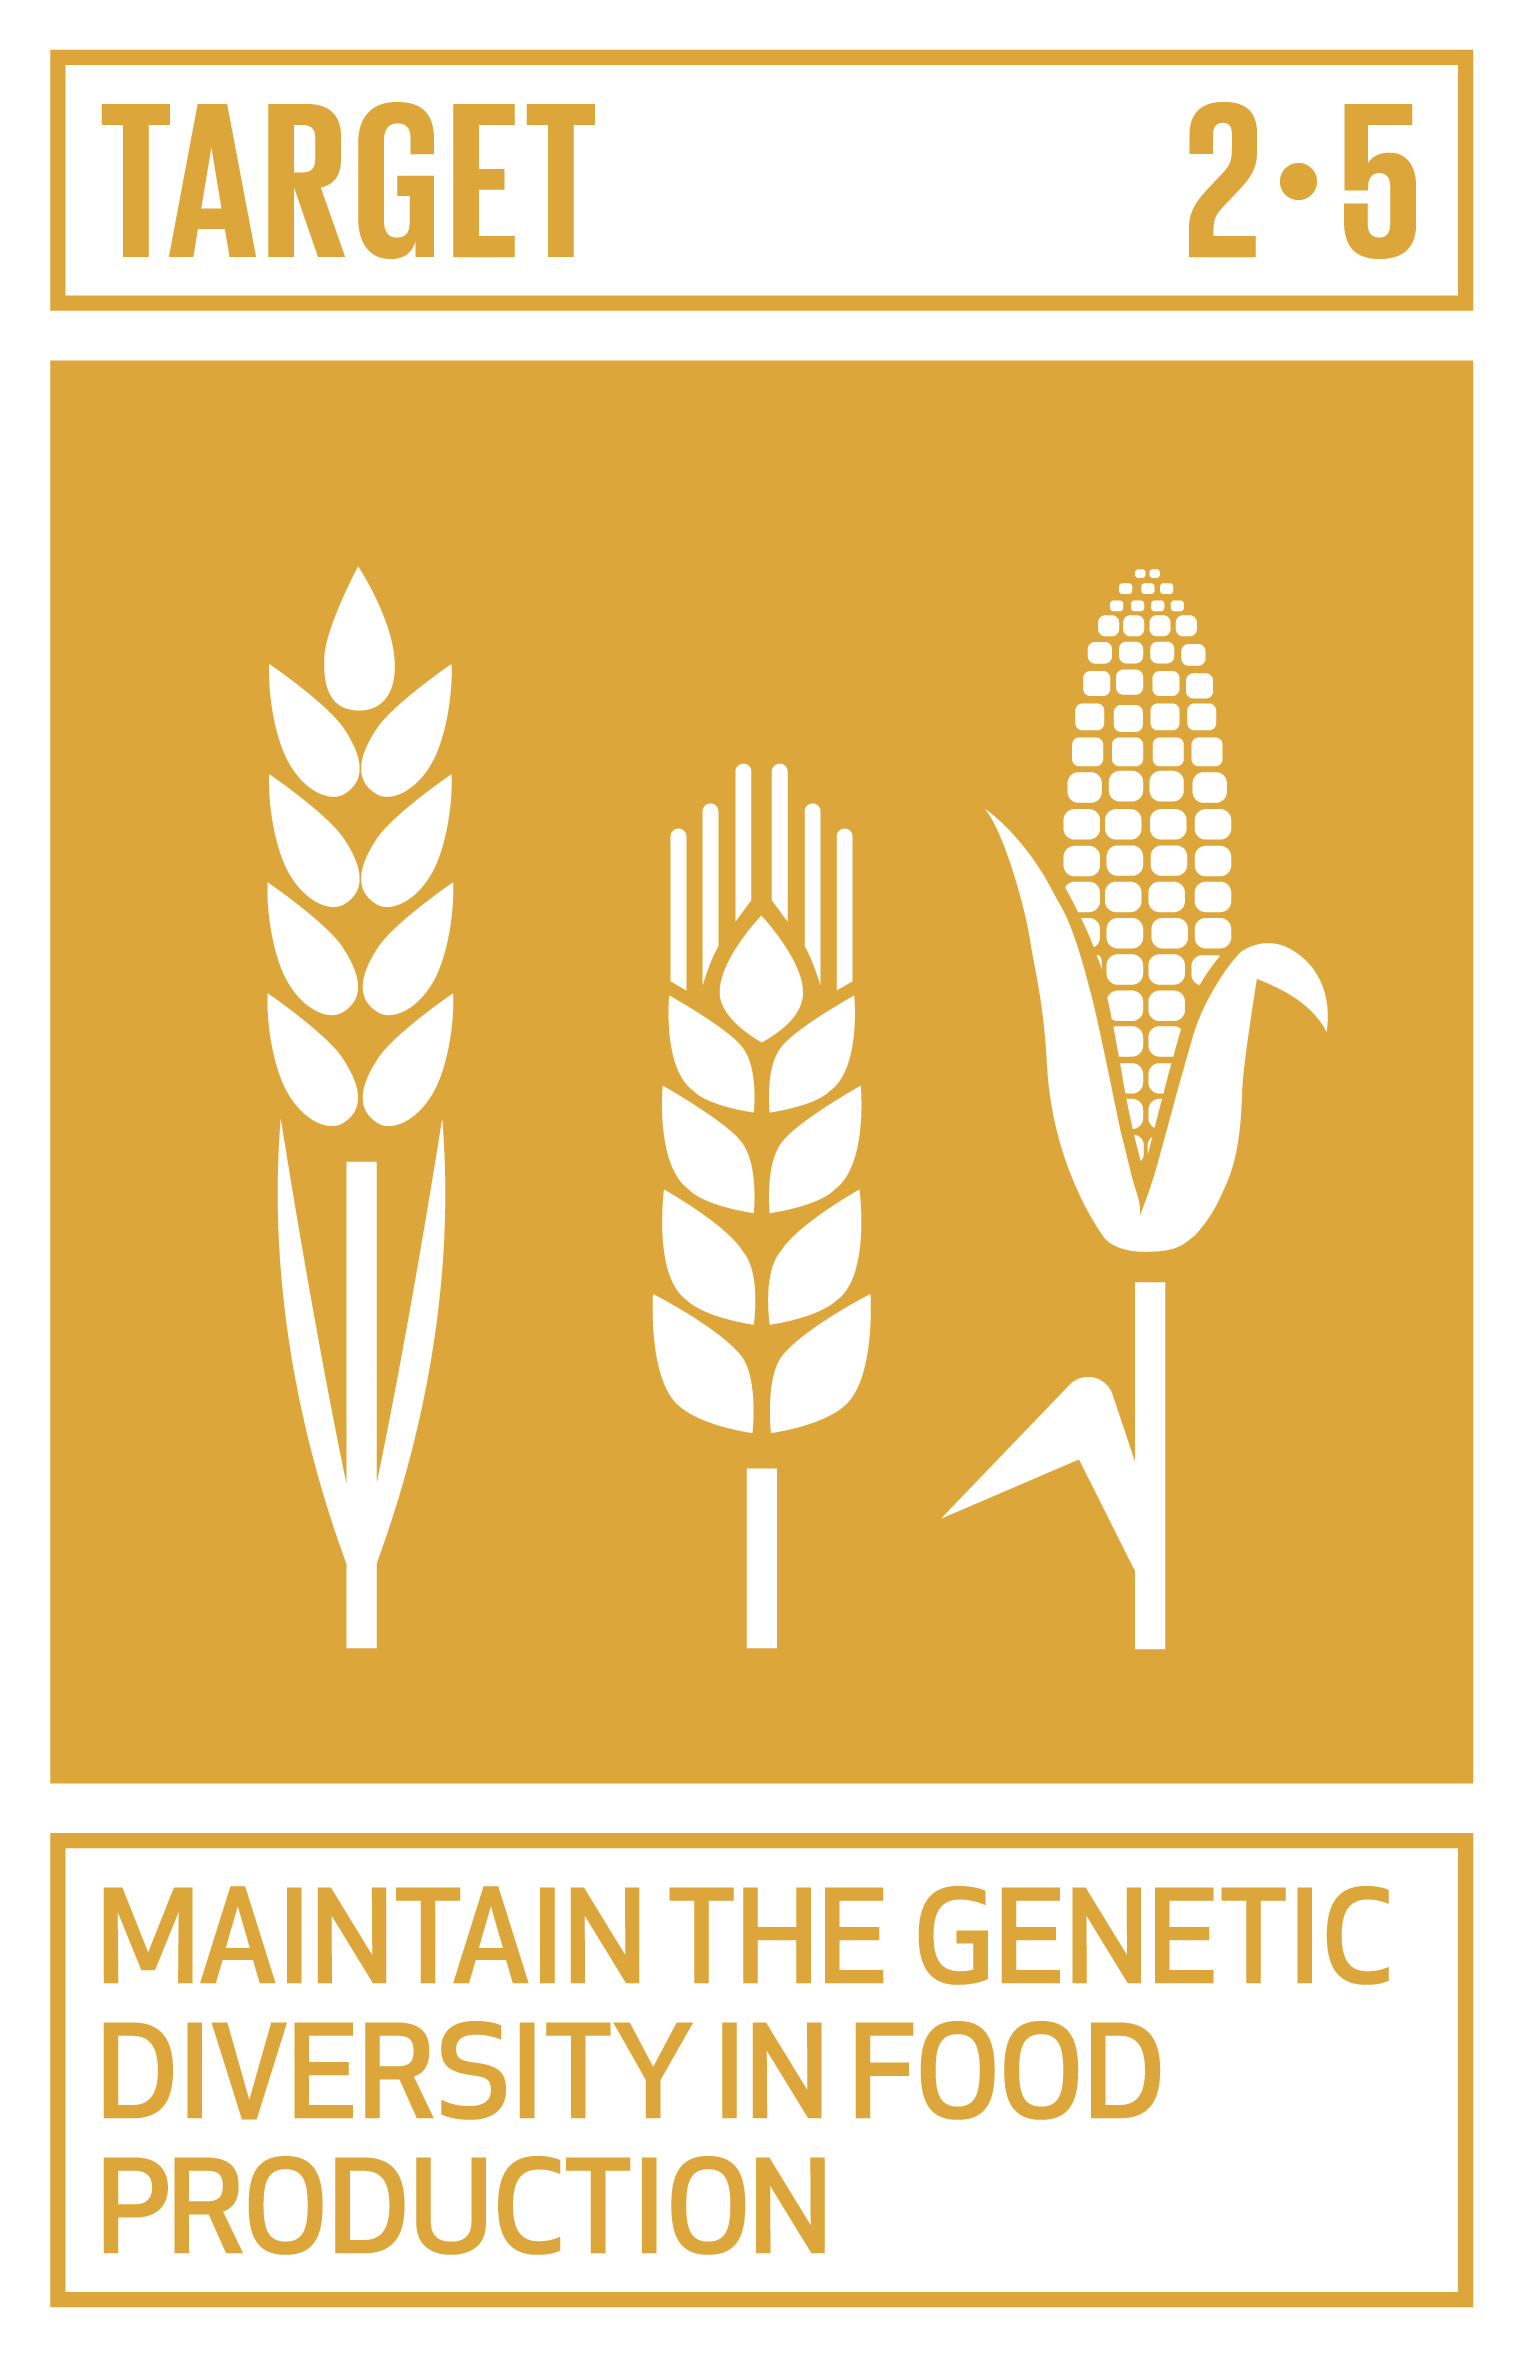 TARGET 2·5
MAINTAIN THE GENETIC
DIVERSITY IN FOOD
PRODUCTION